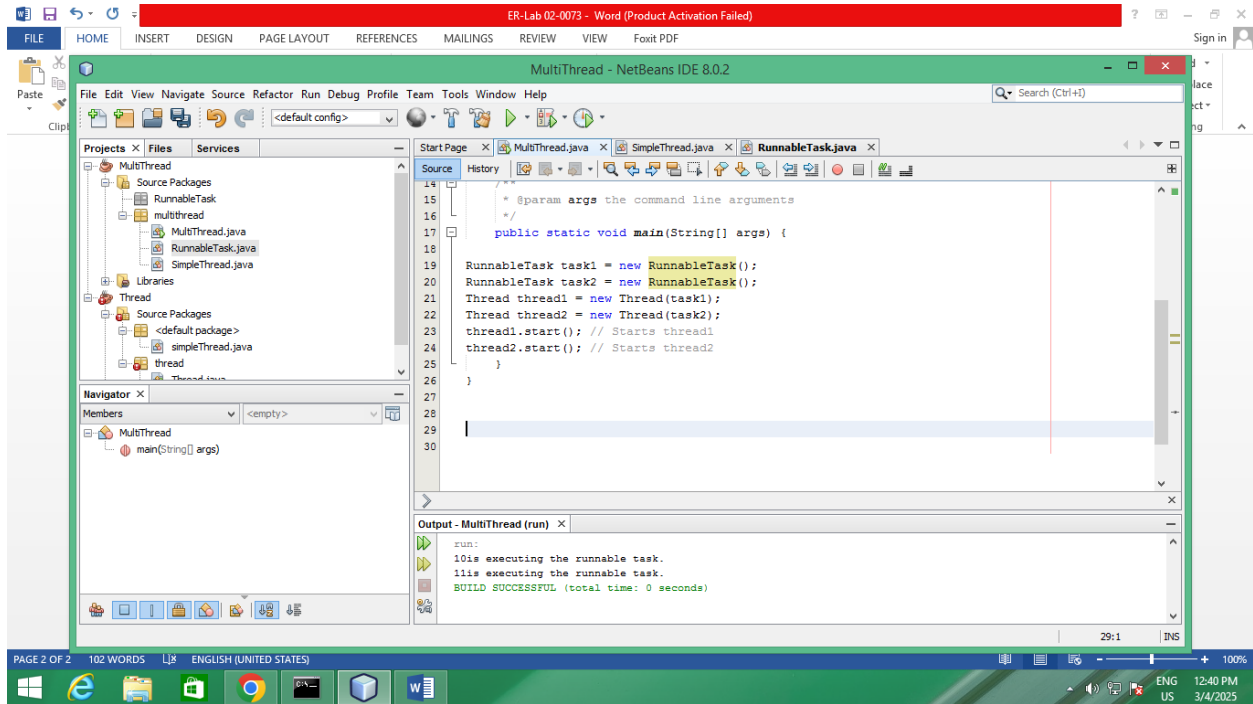 ER-Lab 02-0073 - Word (Product Activation Failed)
FILE HOME INSERT DESIGN PAGE LAYOUT REFERENCES MAILINGS REVIEW VIEW Foxit PDF Sign in
Paste
MultiThread - NetBeans IDE 8.0.2
File Edit View Navigate Source Refactor Run Debug Profile Team Tools Window Help
Search (Ctrl+I)
<default config>
Projects Files Services
MultiThread
Source Packages
RunnableTask
multithread
MultiThread.java
RunnableTask.java
SimpleThread.java
Libraries
Thread
Source Packages
<default package>
simpleThread.java
thread
Thread.java
Navigator
Members <empty>
MultiThread
main(String[] args)
Start Page MultiThread.java SimpleThread.java RunnableTask.java
Source History
14 /**
15 * @param args the command line arguments
16 */
17 public static void main(String[] args) {
18
19 RunnableTask task1 = new RunnableTask();
20 RunnableTask task2 = new RunnableTask();
21 Thread thread1 = new Thread(task1);
22 Thread thread2 = new Thread(task2);
23 thread1.start(); // Starts thread1
24 thread2.start(); // Starts thread2
25 }
26 }
27
28
29
30
Output - MultiThread (run)
run:
10is executing the runnable task.
11is executing the runnable task.
BUILD SUCCESSFUL (total time: 0 seconds)
29:1 INS
PAGE 2 OF 2 102 WORDS ENGLISH (UNITED STATES) 100%
ENG 12:40 PM
US 3/4/2025